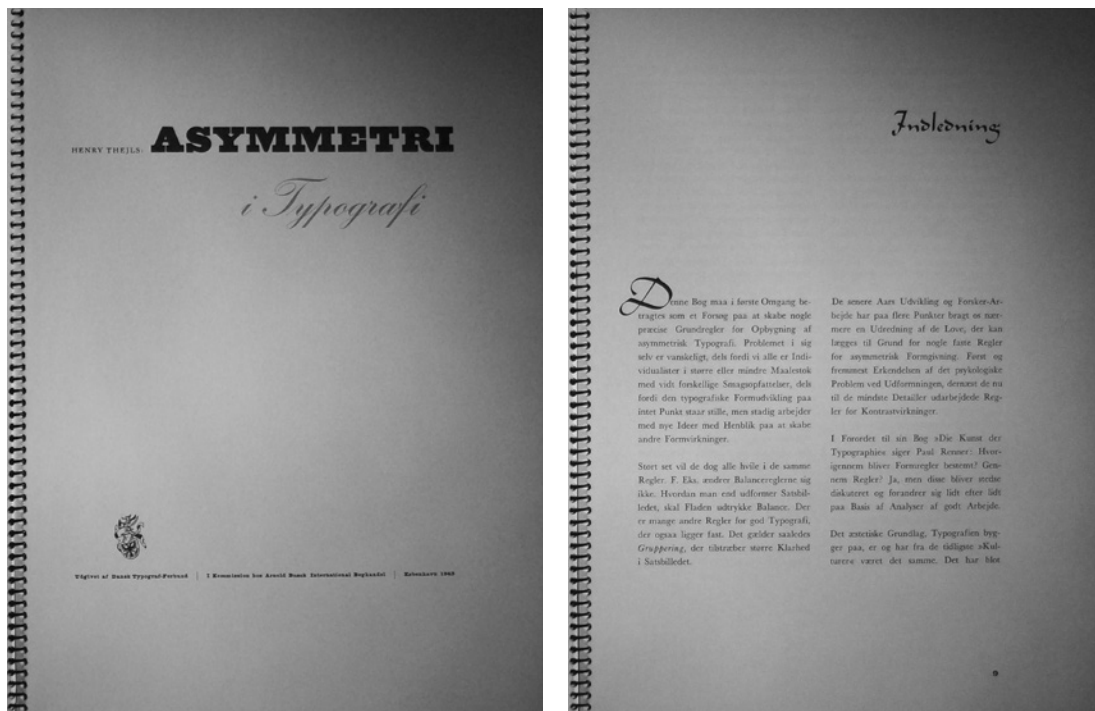 HENRY THEJLS: ASYMMETRI
i Typografi
Udgivet af Dansk Typograf-Forbund | I Kommission hos Arnold Busck International Boghandel | København
Indledning
Denne Bog maa i første Omgang be-
tragtes som et Forsøg paa at skabe nogle
præcise Grundregler for Opbygning af
asymmetrisk Typografi. Problemet i sig
selv er vanskeligt, dels fordi vi alle er Indi-
vidualister i større eller mindre Maalestok
med vidt forskellige Smagsopfattelser, dels
fordi den typografiske Formudvikling paa
intet Punkt staar stille, men stadig arbejder
med nye Ideer med Henblik paa at skabe
andre Formvirkninger.
Stort set vil de dog alle hvile i de samme
Regler. F. Eks. ændrer Balancereglerne sig
ikke. Hvordan man end udformer Satsbil-
ledet, skal Fladen udtrykke Balance. Der
er mange andre Regler for god Typografi,
der ogsaa ligger fast. Det gælder saaledes
Gruppering, der tilstræber større Klarhed
i Satsbilledet.
De senere Aars Udvikling og Forsker-Ar-
bejde har paa flere Punkter bragt os nær-
mere en Udredning af de Love, der kan
lægges til Grund for nogle faste Regler
for asymmetrisk Formgivning. Først og
fremmest Erkendelsen af det psykologiske
Problem ved Udformningen, dernæst de nu
til de mindste Detailler udarbejdede Reg-
ler for Kontrastvirkninger.
I Forordet til sin Bog »Die Kunst der
Typographie« siger Paul Renner: Hvor-
igennem bliver Formregler bestemt? Gen-
nem Regler? Ja, men disse bliver stedse
diskuteret og forandrer sig lidt efter lidt
paa Basis af Analyser af godt Arbejde.
Det æstetiske Grundlag, Typografien byg-
ger paa, er og har fra de tidligste »Kul-
turer« været det samme. Det har blot
9